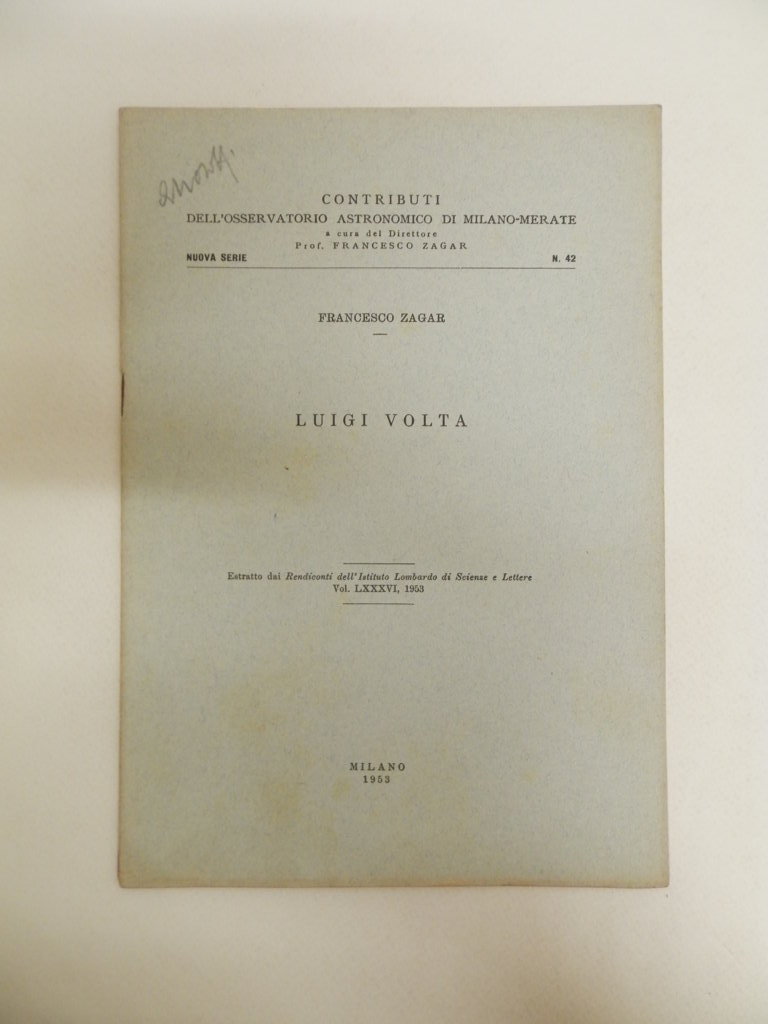 CONTRIBUTI
DELL'OSSERVATORIO ASTRONOMICO DI MILANO-MERATE
a cura del Direttore
Prof. FRANCESCO ZAGAR
NUOVA SERIE N. 42
FRANCESCO ZAGAR
LUIGI VOLTA
Estratto dai Rendiconti dell'Istituto Lombardo di Scienze e Lettere
Vol. LXXXVI, 1953
MILANO
1953